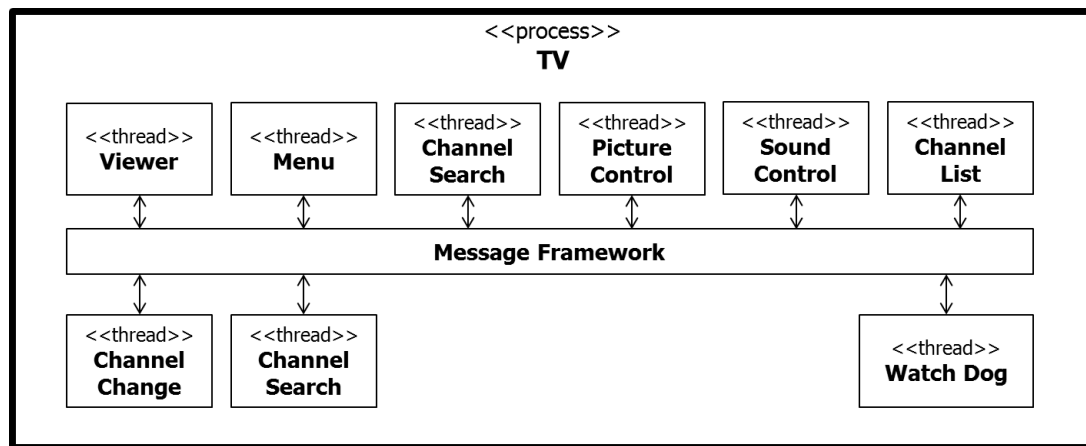 <<process>>
TV
<<thread>>
Viewer
<<thread>>
Menu
<<thread>>
Channel
Search
<<thread>>
Picture
Control
<<thread>>
Sound
Control
<<thread>>
Channel
List
Message Framework
<<thread>>
Channel
Change
<<thread>>
Channel
Search
<<thread>>
Watch Dog